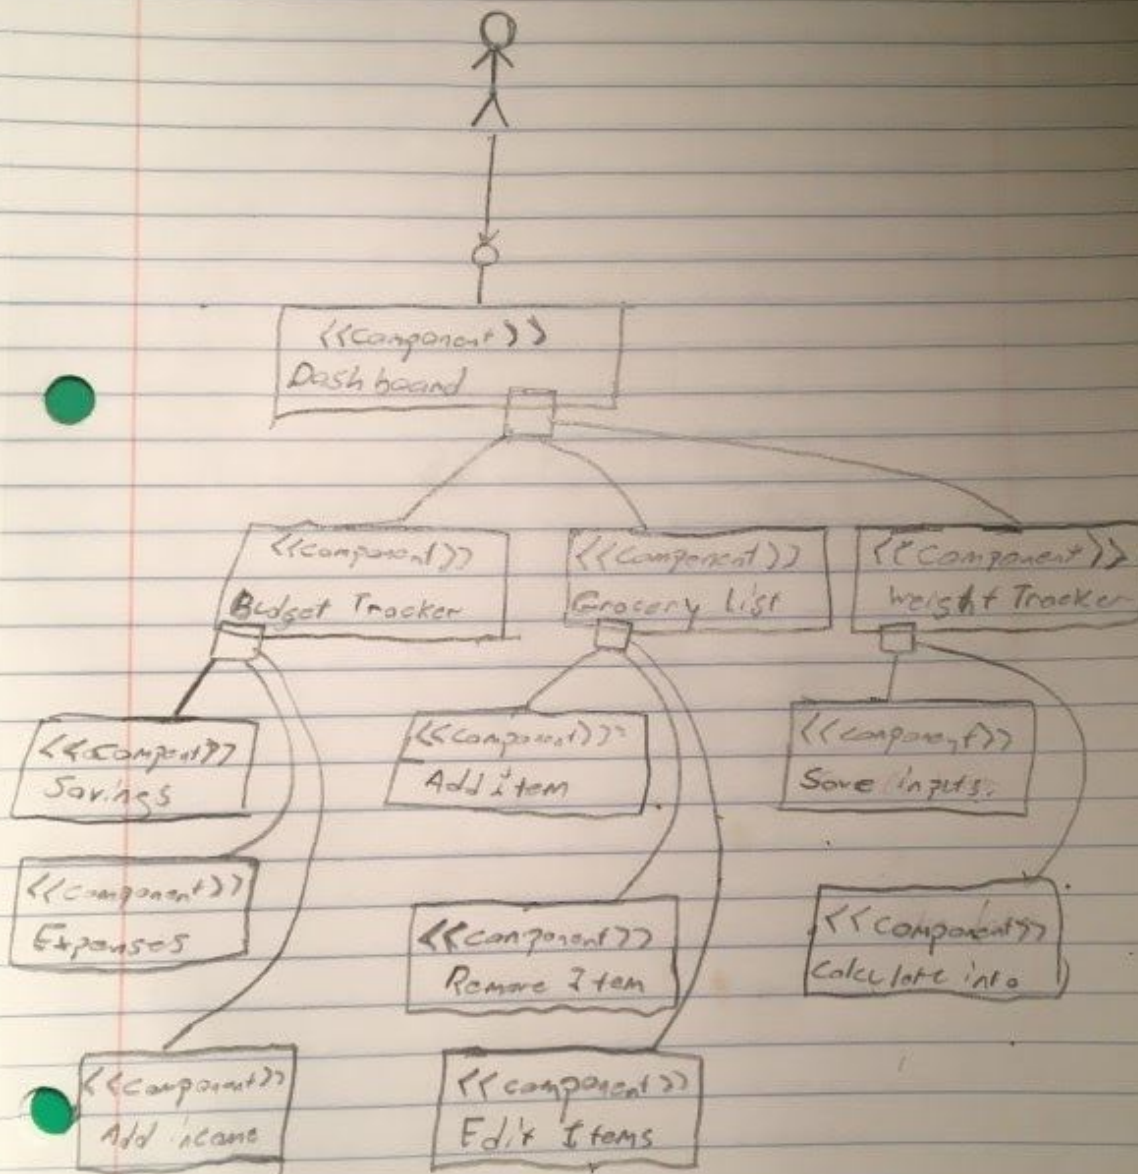 <<component>>
Dashboard
<<component>>
Budget Tracker
<<component>>
Grocery List
<<Component>>
Weight Tracker
<<compent>>
Savings
<<component>>
Add item
<<component>>
Save inputs.
<<component>>
Expenses
<<component>>
Remove Item
<<component>>
Calculate info
<<component>>
Add income
<<component>>
Edit Items